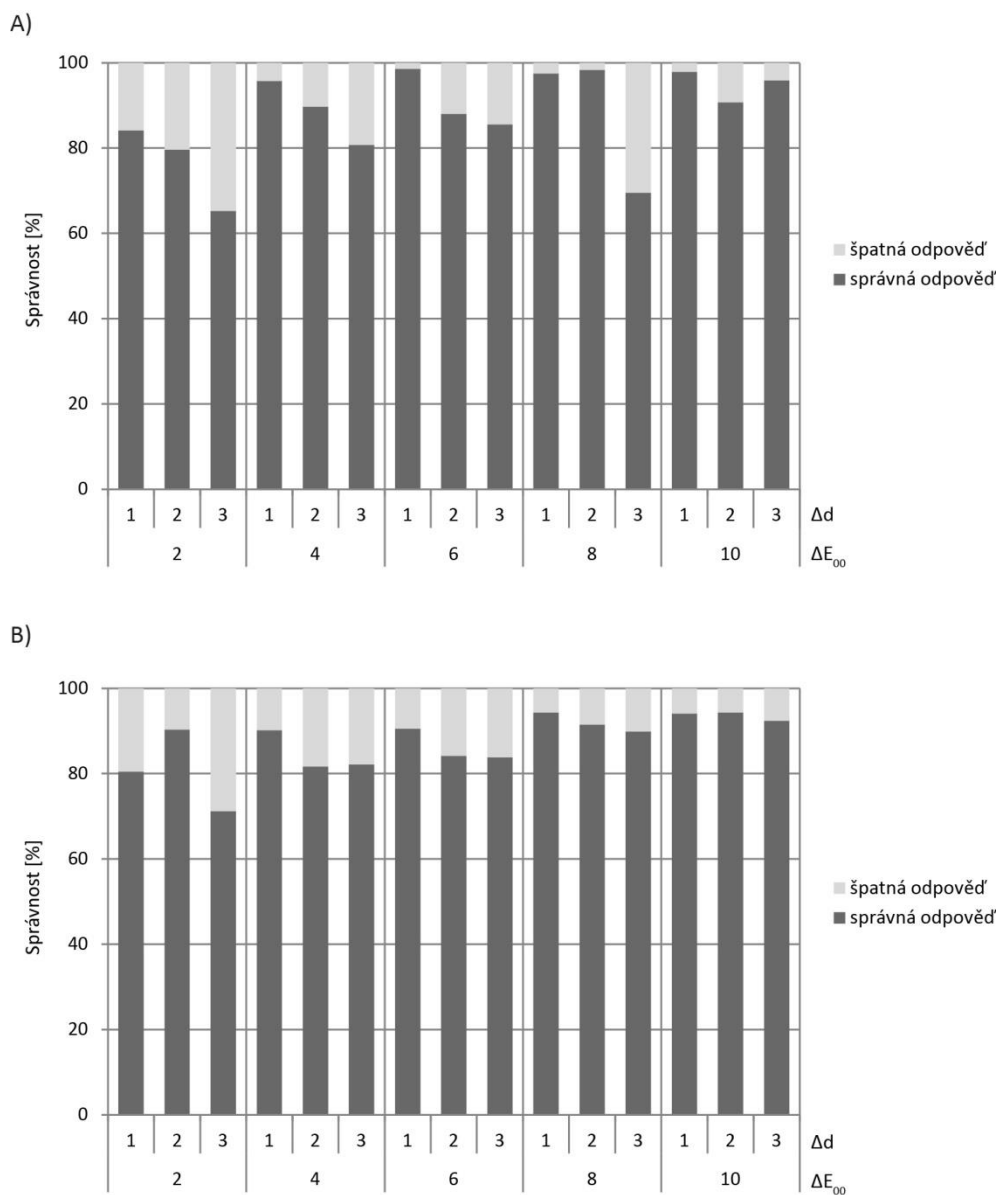 A)
100
80
60
40
20
0
Správnost [%]
špatná odpověď
správná odpověď
1 2 3 1 2 3 1 2 3 1 2 3 1 2 3 Δd
2 4 6 8 10 ΔE₀₀
B)
100
80
60
40
20
0
Správnost [%]
špatná odpověď
správná odpověď
1 2 3 1 2 3 1 2 3 1 2 3 1 2 3 Δd
2 4 6 8 10 ΔE₀₀